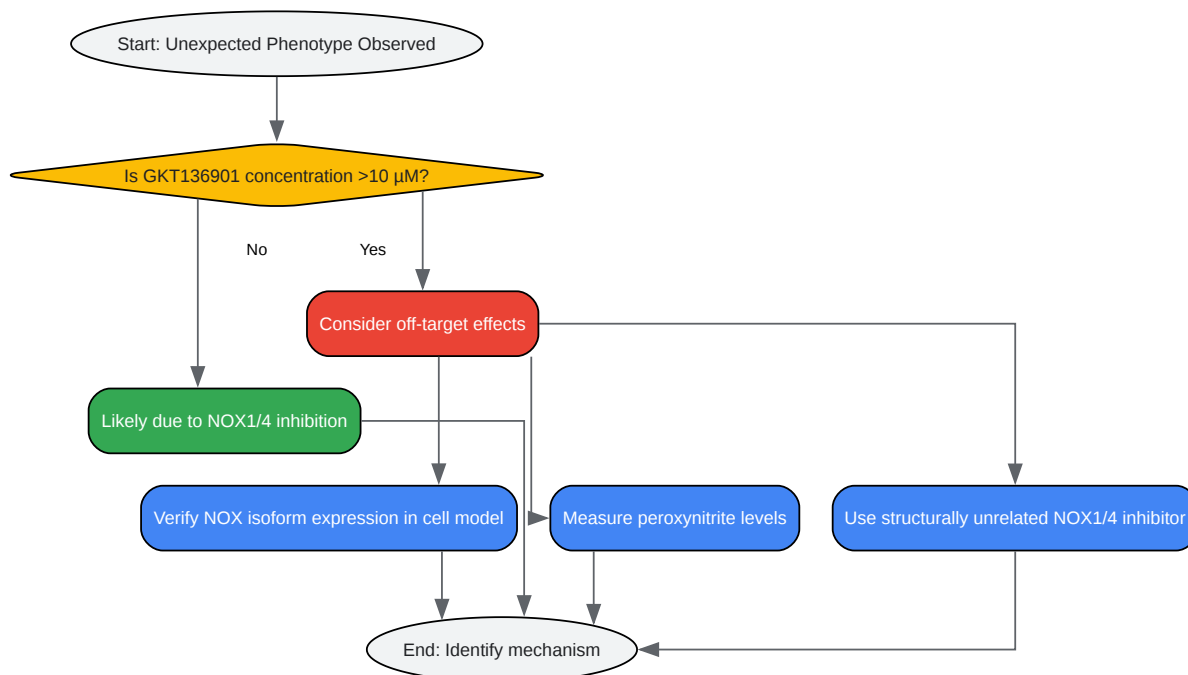 Start: Unexpected Phenotype Observed
Is GKT136901 concentration >10 µM?
No
Yes
Consider off-target effects
Likely due to NOX1/4 inhibition
Verify NOX isoform expression in cell model
Measure peroxynitrite levels
Use structurally unrelated NOX1/4 inhibitor
End: Identify mechanism